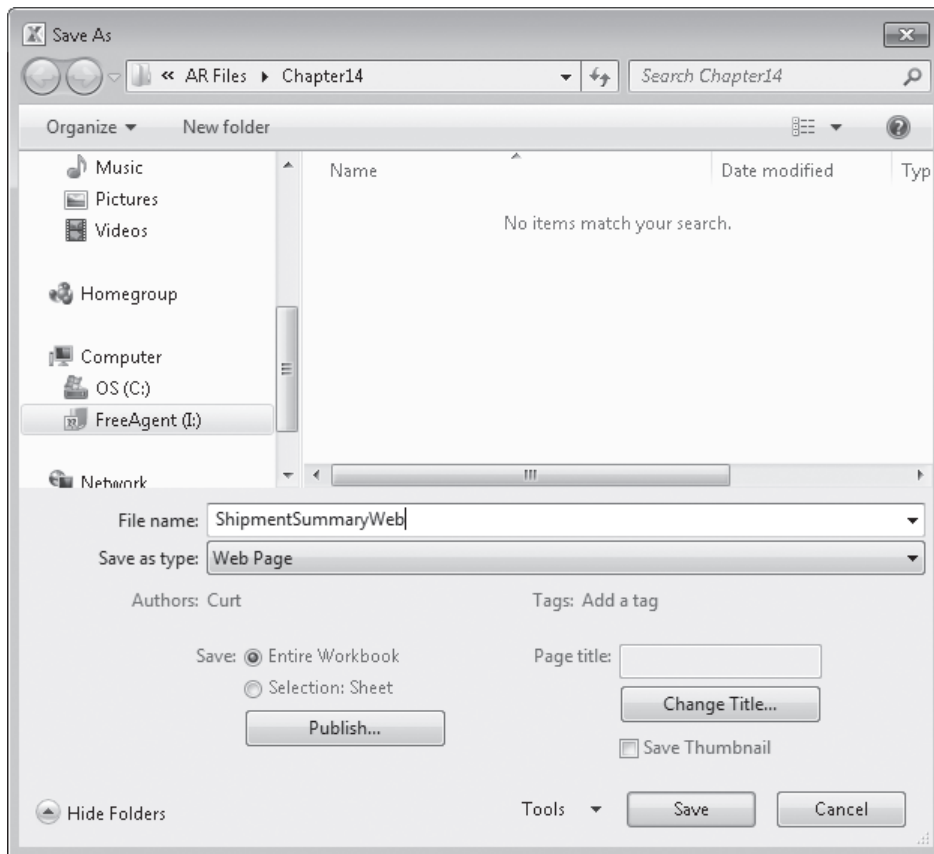 Save As
« AR Files ▸ Chapter14
Search Chapter14
Organize
New folder
Music
Pictures
Videos
Homegroup
Computer
OS (C:)
FreeAgent (I:)
Network
Name
Date modified
Typ
No items match your search.
File name: ShipmentSummaryWeb
Save as type: Web Page
Authors: Curt
Tags: Add a tag
Save: Entire Workbook
Selection: Sheet
Publish...
Page title:
Change Title...
Save Thumbnail
Hide Folders
Tools
Save
Cancel